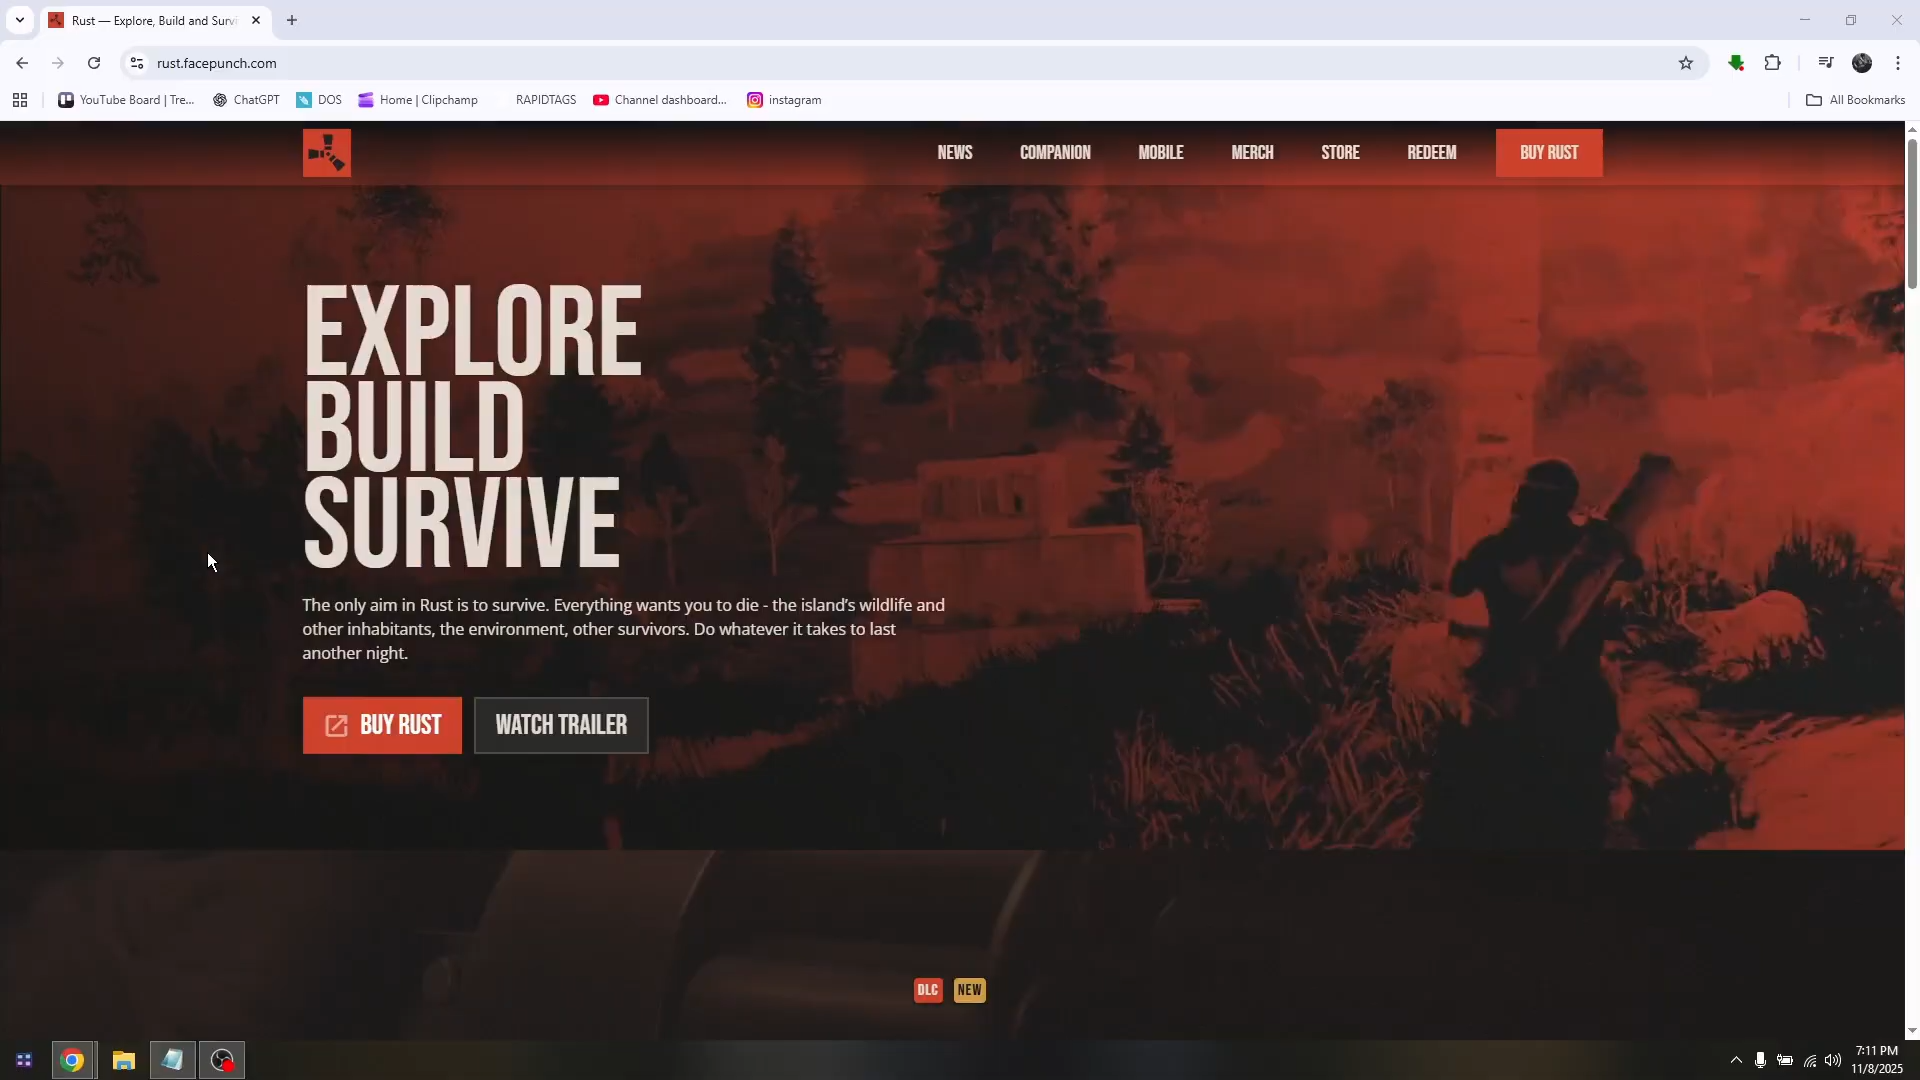 Rust — Explore, Build and Survi
rust.facepunch.com
YouTube Board | Tre...
ChatGPT
DOS
Home | Clipchamp
RAPIDTAGS
Channel dashboard...
instagram
All Bookmarks
NEWS
COMPANION
MOBILE
MERCH
STORE
REDEEM
BUY RUST
EXPLORE
BUILD
SURVIVE
The only aim in Rust is to survive. Everything wants you to die - the island's wildlife and
other inhabitants, the environment, other survivors. Do whatever it takes to last
another night.
BUY RUST
WATCH TRAILER
DLC
NEW
7:11 PM
11/8/2025